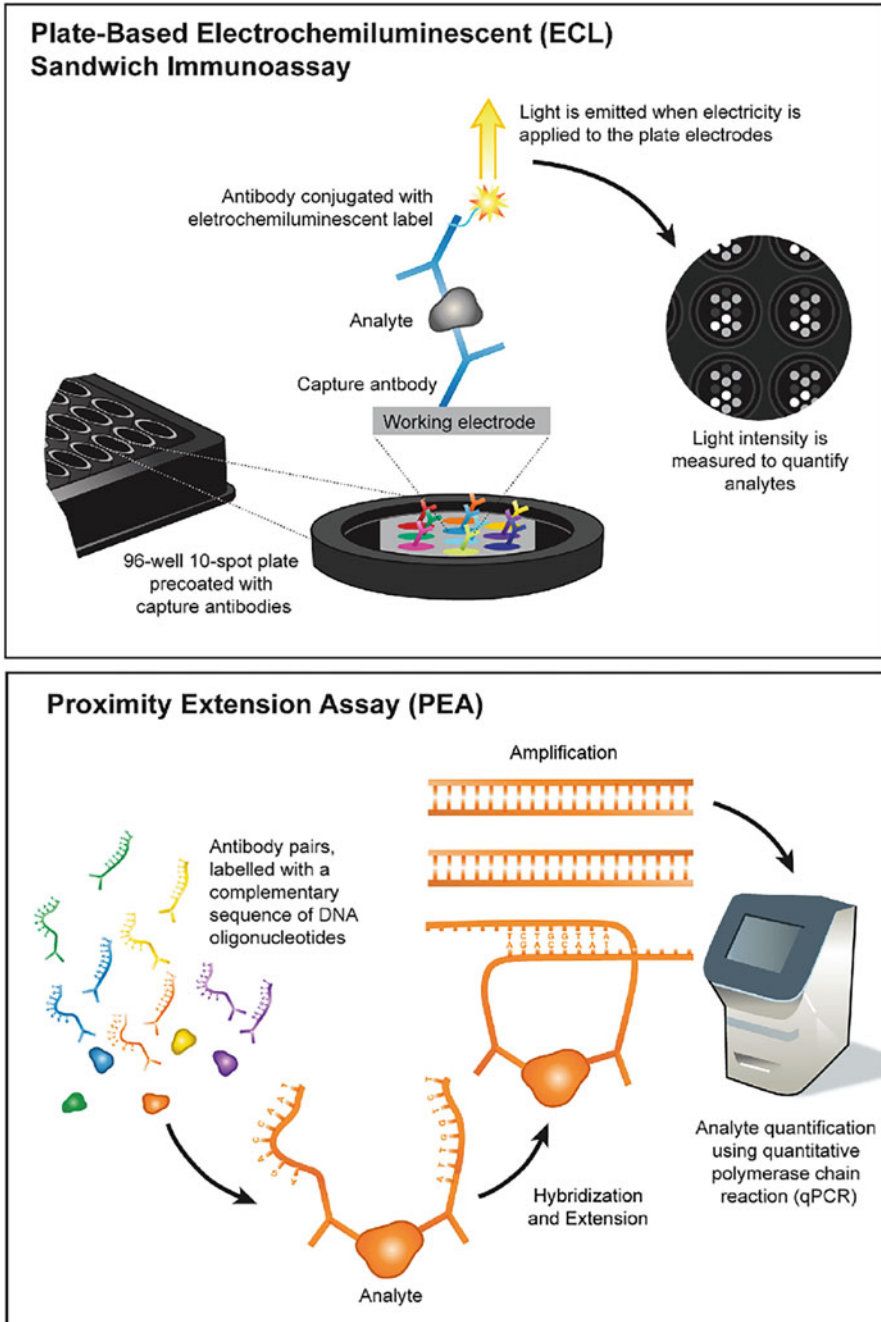 Plate-Based Electrochemiluminescent (ECL)
Sandwich Immunoassay
Light is emitted when electricity is
applied to the plate electrodes
Antibody conjugated with
eletrochemiluminescent label
Analyte
Capture antbody
Working electrode
Light intensity is
measured to quantify
analytes
96-well 10-spot plate
precoated with
capture antibodies
Proximity Extension Assay (PEA)
Amplification
Antibody pairs,
labelled with a
complementary
sequence of DNA
oligonucleotides
Hybridization
and Extension
Analyte
Analyte quantification
using quantitative
polymerase chain
reaction (qPCR)